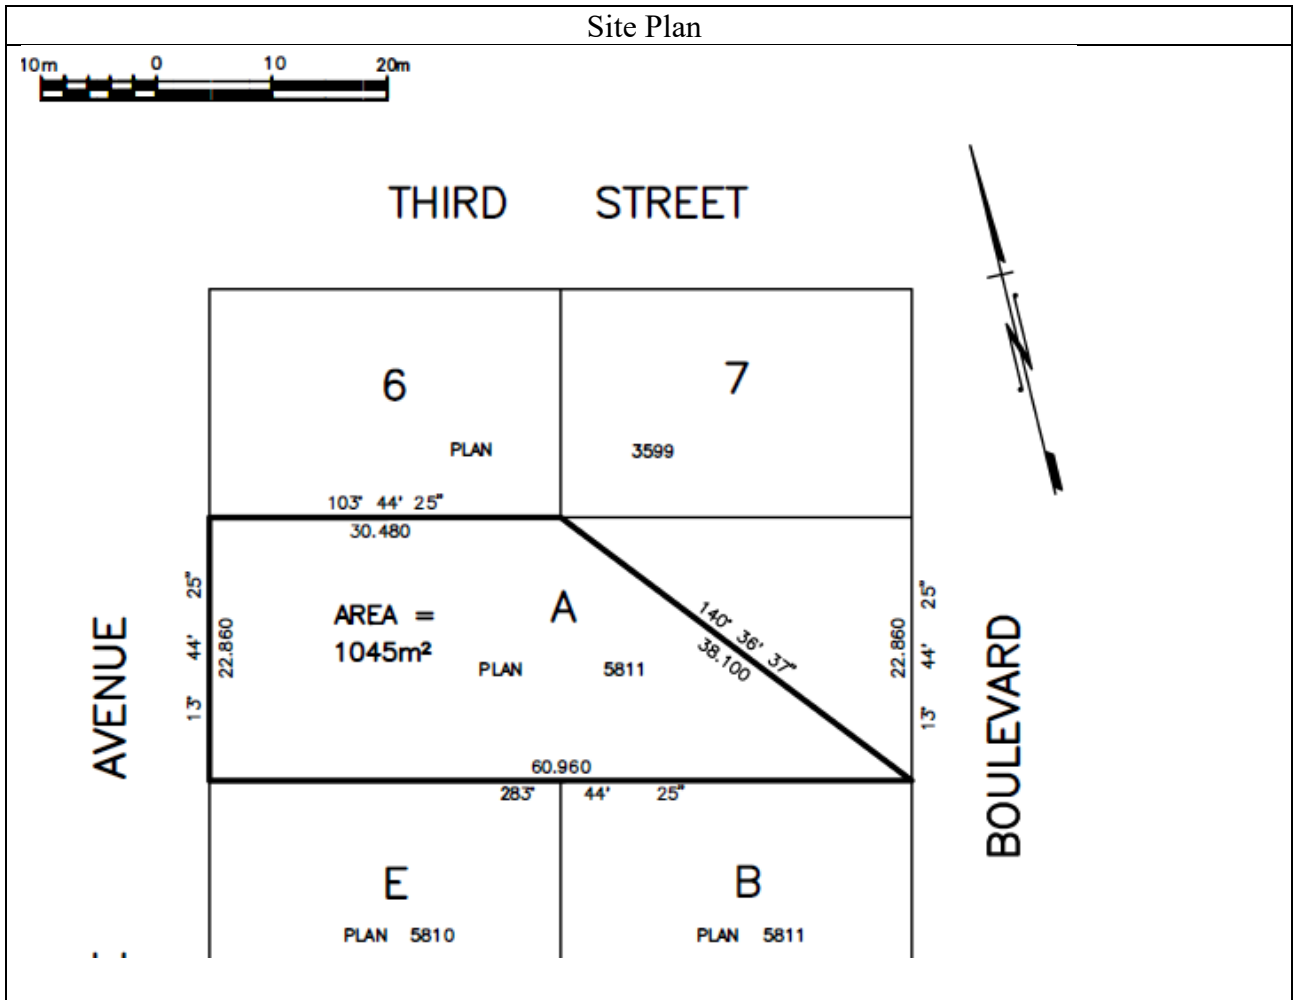 Site Plan
10m 0 10 20m
THIRD STREET
6
7
PLAN 3599
103° 44' 25"
30.480
13° 44' 25"
22.860
AREA =
1045m²
A
PLAN 5811
140° 36' 37"
38.100
22.860
13° 44' 25"
AVENUE
BOULEVARD
60.960
283° 44' 25"
E
B
PLAN 5810
PLAN 5811
N